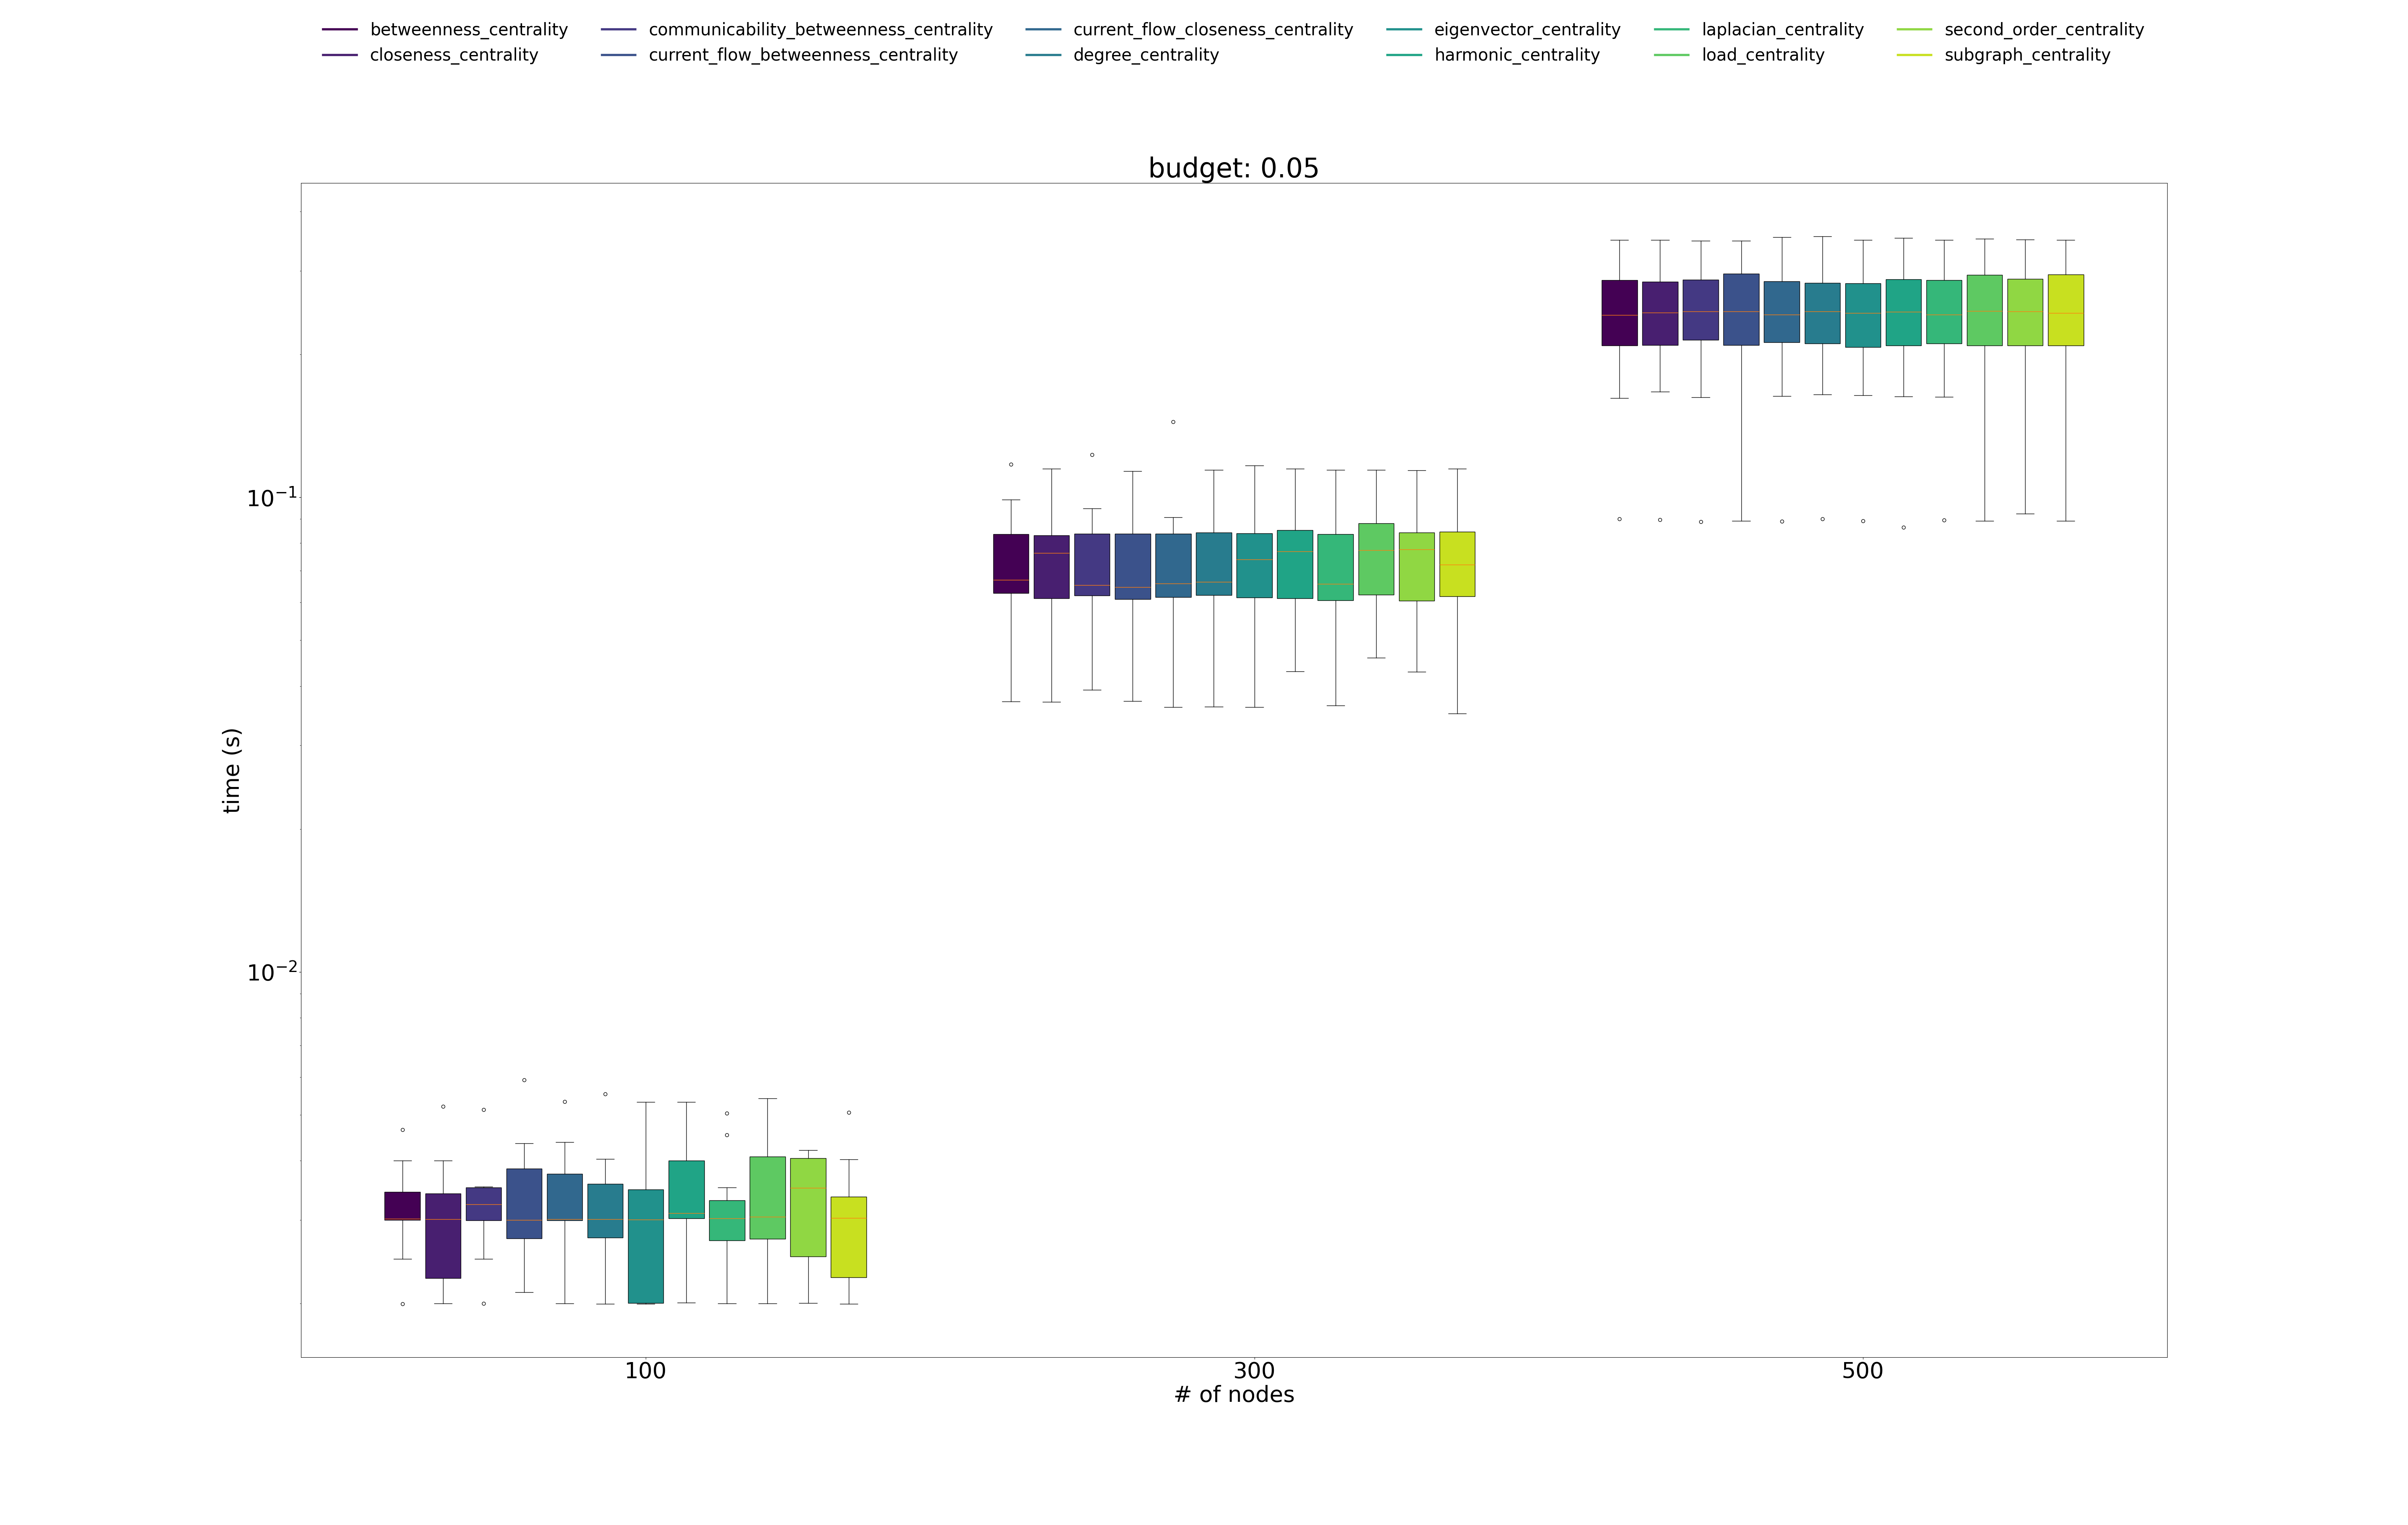 betweenness_centrality communicability_betweenness_centrality current_flow_closeness_centrality eigenvector_centrality laplacian_centrality second_order_centrality
closeness_centrality current_flow_betweenness_centrality degree_centrality harmonic_centrality load_centrality subgraph_centrality
budget: 0.05
10⁻¹
10⁻²
time (s)
100 300 500
# of nodes